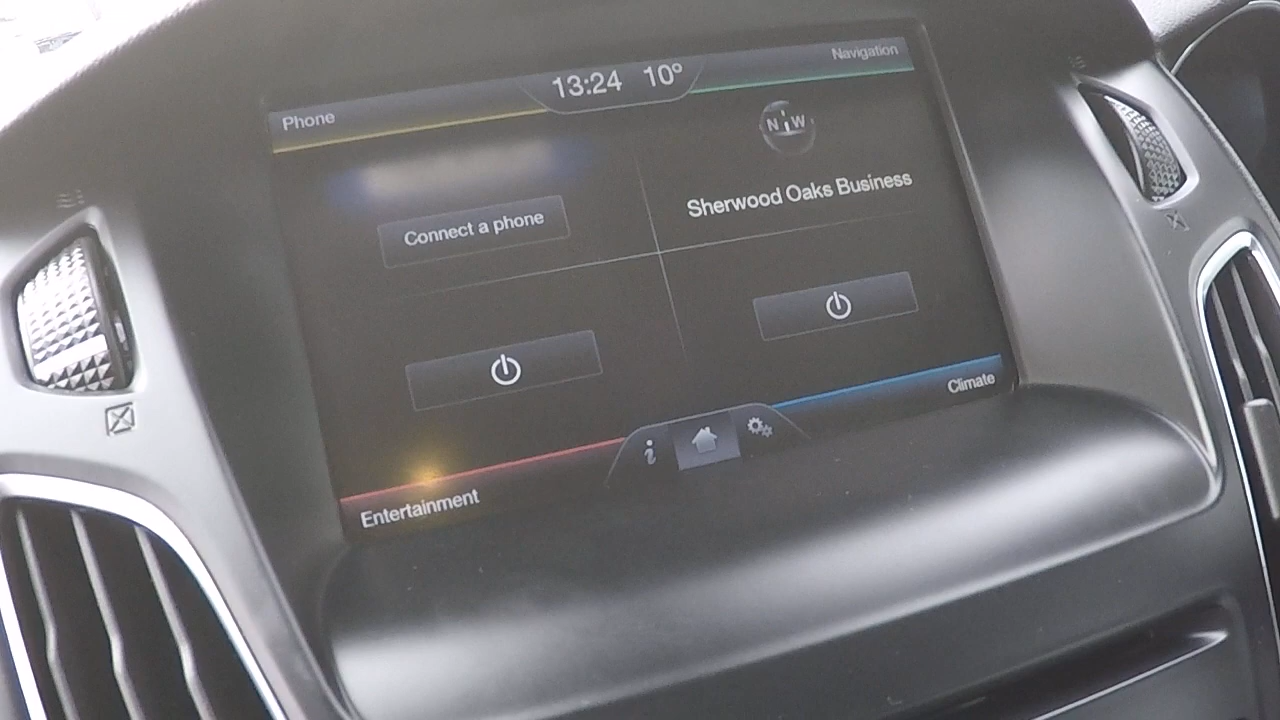 Phone
13:24 10°
Navigation
N W
Connect a phone
Sherwood Oaks Business
Entertainment
i
Climate